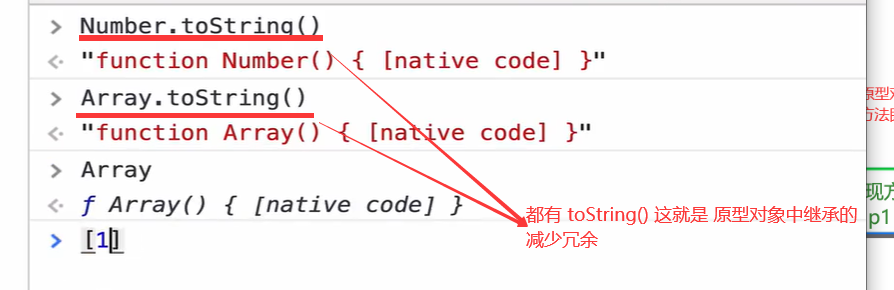 Number.toString()
"function Number() { [native code] }"
Array.toString()
"function Array() { [native code] }"
Array
ƒ Array() { [native code] }
[1]
都有 toString() 这就是 原型对象中继承的
减少冗余
原型对
方法
现方
p1